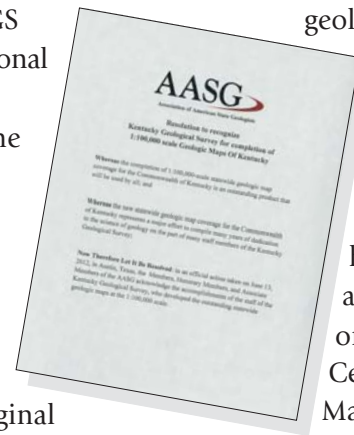 GS
onal
ne
ginal
geol
AASG
Association of American State Geologists
Resolution to recognize
Kentucky Geological Survey for completion of
1:100,000 scale Geologic Maps Of Kentucky
Whereas the completion of 1:100,000-scale statewide geologic map
coverage for the Commonwealth of Kentucky is an outstanding product that
will be used by all; and
Whereas the new statewide geologic map coverage for the Commonwealth
of Kentucky represents a major effort to compile many years of dedication
to the science of geology on the part of many staff members of the Kentucky
Geological Survey;
Now Therefore Let It Be Resolved: in an official action taken on June 13,
2012, in Austin, Texas, the Members, Honorary Members, and Associate
Members of the AASG acknowledge the accomplishments of the staff of the
Kentucky Geological Survey, who developed the outstanding statewide
geologic maps at the 1:100,000 scale.
a
o
Ce
Ma